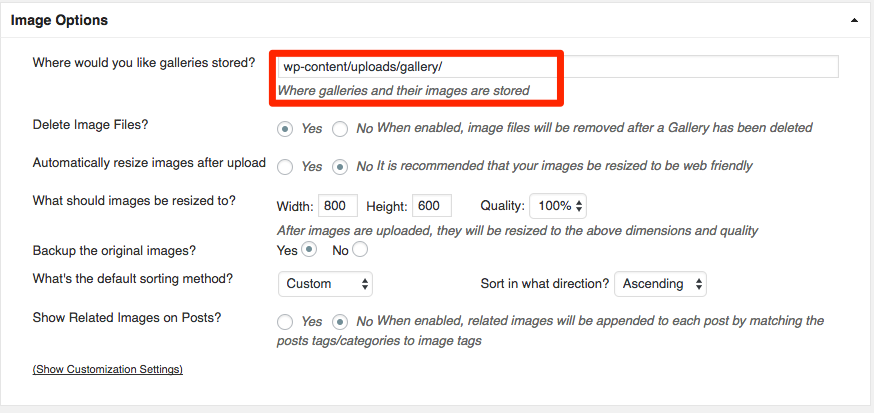 Image Options
Where would you like galleries stored? wp-content/uploads/gallery/
Where galleries and their images are stored
Delete Image Files? Yes No When enabled, image files will be removed after a Gallery has been deleted
Automatically resize images after upload Yes No It is recommended that your images be resized to be web friendly
What should images be resized to? Width: 800 Height: 600 Quality: 100%
After images are uploaded, they will be resized to the above dimensions and quality
Backup the original images? Yes No
What's the default sorting method? Custom Sort in what direction? Ascending
Show Related Images on Posts? Yes No When enabled, related images will be appended to each post by matching the
posts tags/categories to image tags
(Show Customization Settings)